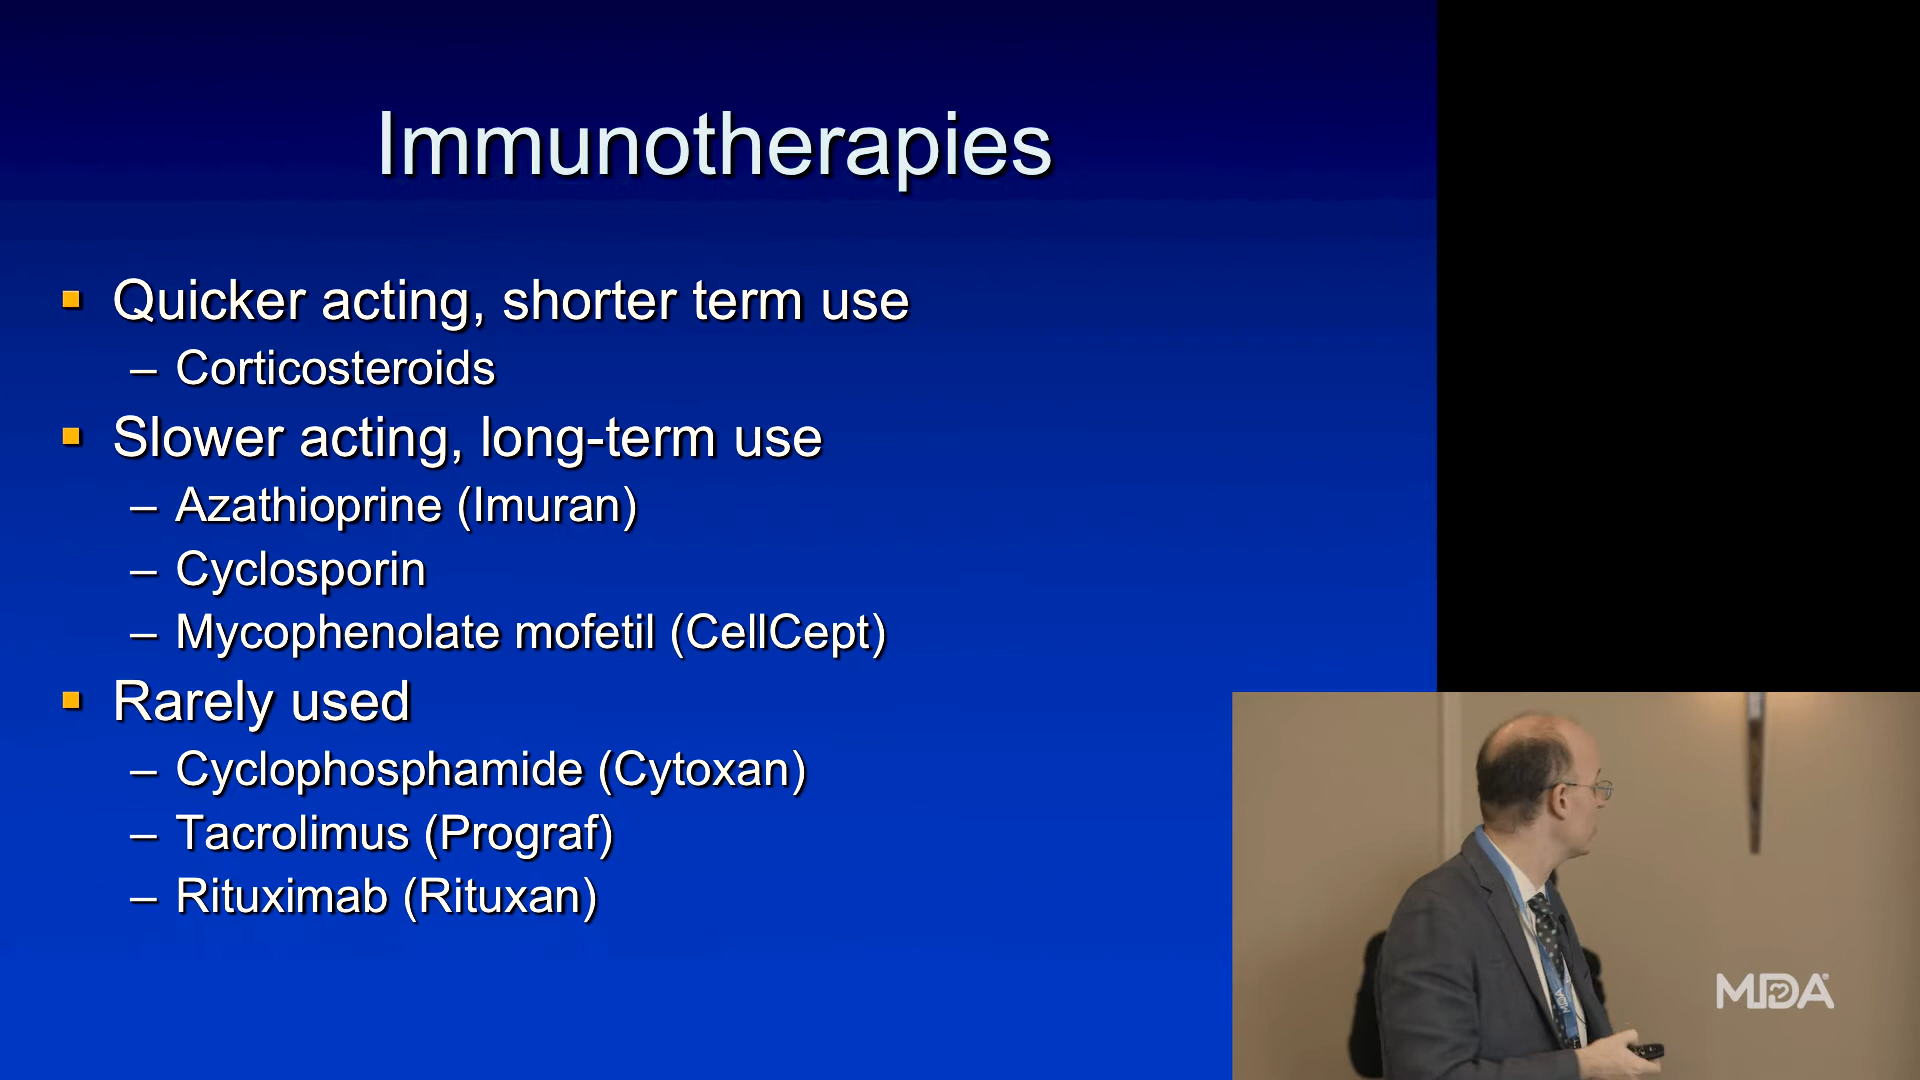 Immunotherapies
▪ Quicker acting, shorter term use
– Corticosteroids
▪ Slower acting, long-term use
– Azathioprine (Imuran)
– Cyclosporin
– Mycophenolate mofetil (CellCept)
▪ Rarely used
– Cyclophosphamide (Cytoxan)
– Tacrolimus (Prograf)
– Rituximab (Rituxan)
MDA
MDA